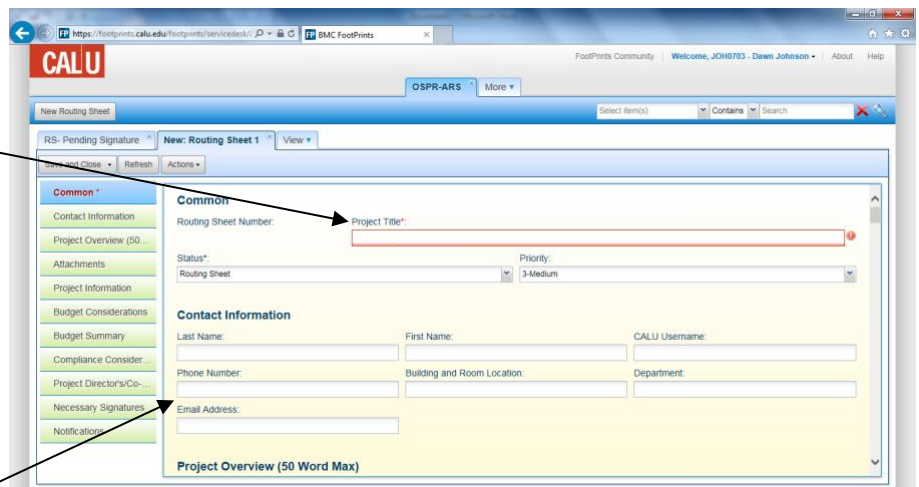 https://footprints.calu.edu/footprints/servicedesk/
FP BMC FootPrints
CALU
FootPrints Community
Welcome, JOH0703 - Dawn Johnson
About
Help
OSPR-ARS
More
New Routing Sheet
Select item(s)
Contains
Search
RS- Pending Signature
New: Routing Sheet 1
View
Save and Close
Refresh
Actions
Common *
Contact Information
Project Overview (50...
Attachments
Project Information
Budget Considerations
Budget Summary
Compliance Consider...
Project Director's/Co-...
Necessary Signatures
Notifications
Common
Routing Sheet Number:
Project Title*:
Status*:
Priority:
Routing Sheet
3-Medium
Contact Information
Last Name:
First Name:
CALU Username:
Phone Number:
Building and Room Location:
Department:
Email Address:
Project Overview (50 Word Max)